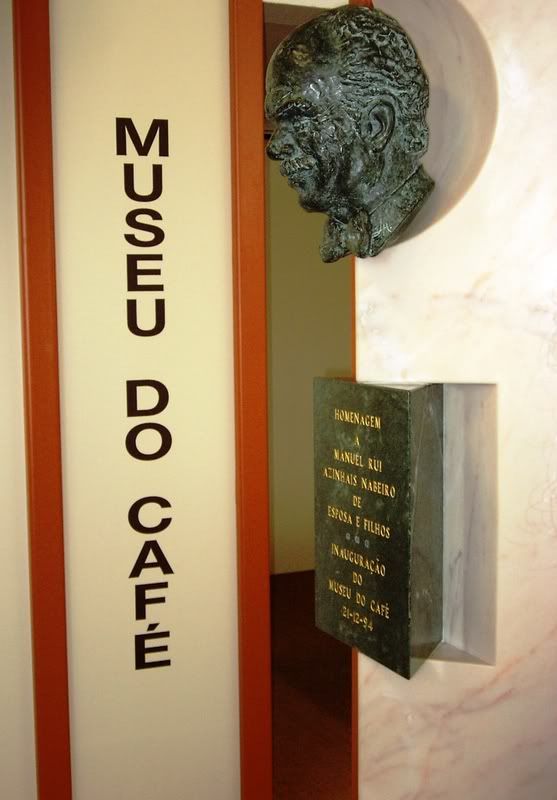 MUSEU DO CAFÉ
HOMENAGEM
A
MANUEL RUI
AZINHAIS NABEIRO
DE
ESPOSA E FILHOS
INAUGURAÇÃO
DO
MUSEU DO CAFÉ
21-12-94